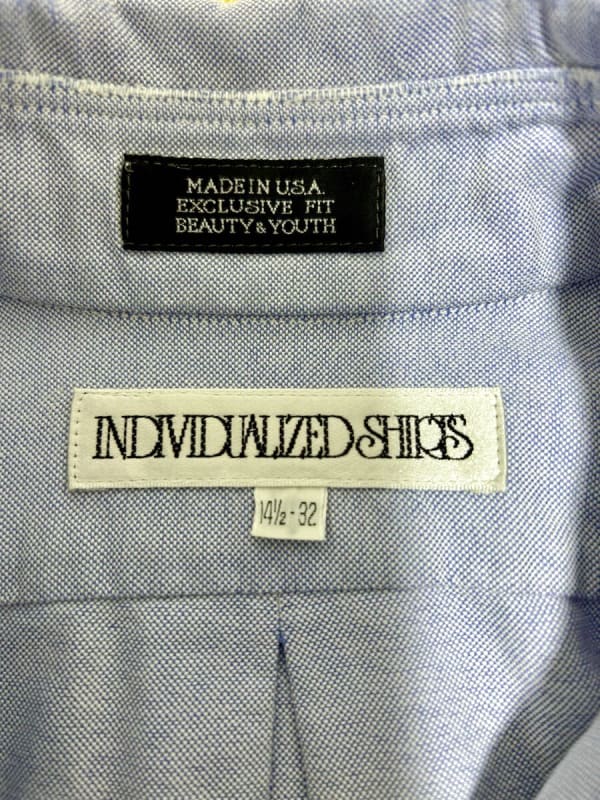 MADE IN U.S.A.
EXCLUSIVE FIT
BEAUTY & YOUTH
INDIVIDUALIZED SHIRTS
14½ - 32